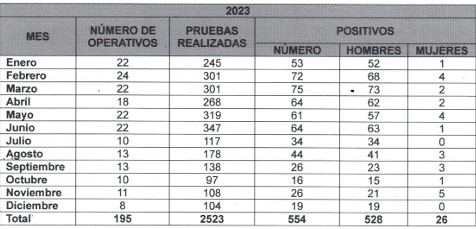 2023
MES NÚMERO DE OPERATIVOS PRUEBAS REALIZADAS POSITIVOS
NÚMERO HOMBRES MUJERES
Enero 22 245 53 52 1
Febrero 24 301 72 68 4
Marzo 22 301 75 73 2
Abril 18 268 64 62 2
Mayo 22 319 61 57 4
Junio 22 347 64 63 1
Julio 10 117 34 34 0
Agosto 13 178 44 41 3
Septiembre 13 138 26 23 3
Octubre 10 97 16 15 1
Noviembre 11 108 26 21 5
Diciembre 8 104 19 19 0
Total 195 2523 554 528 26